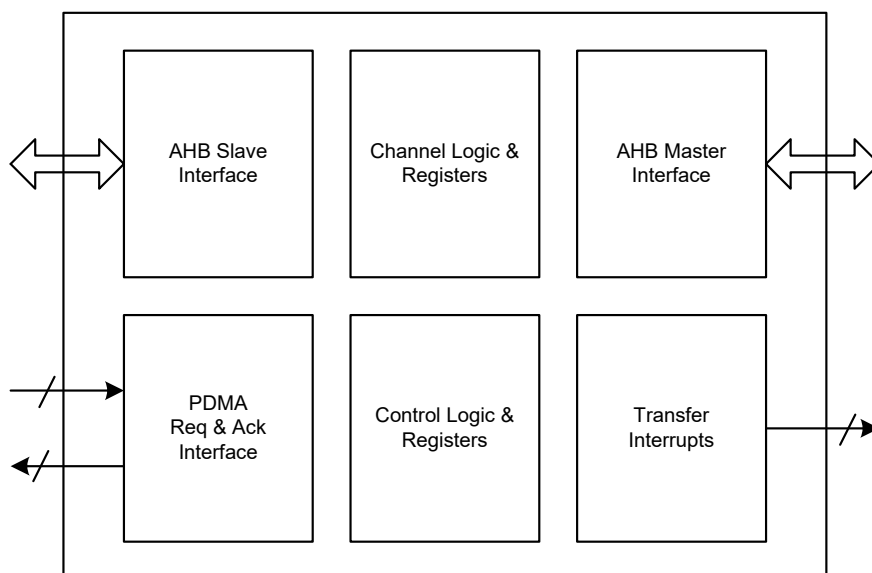 AHB Slave
Interface
Channel Logic &
Registers
AHB Master
Interface
PDMA
Req & Ack
Interface
Control Logic &
Registers
Transfer
Interrupts